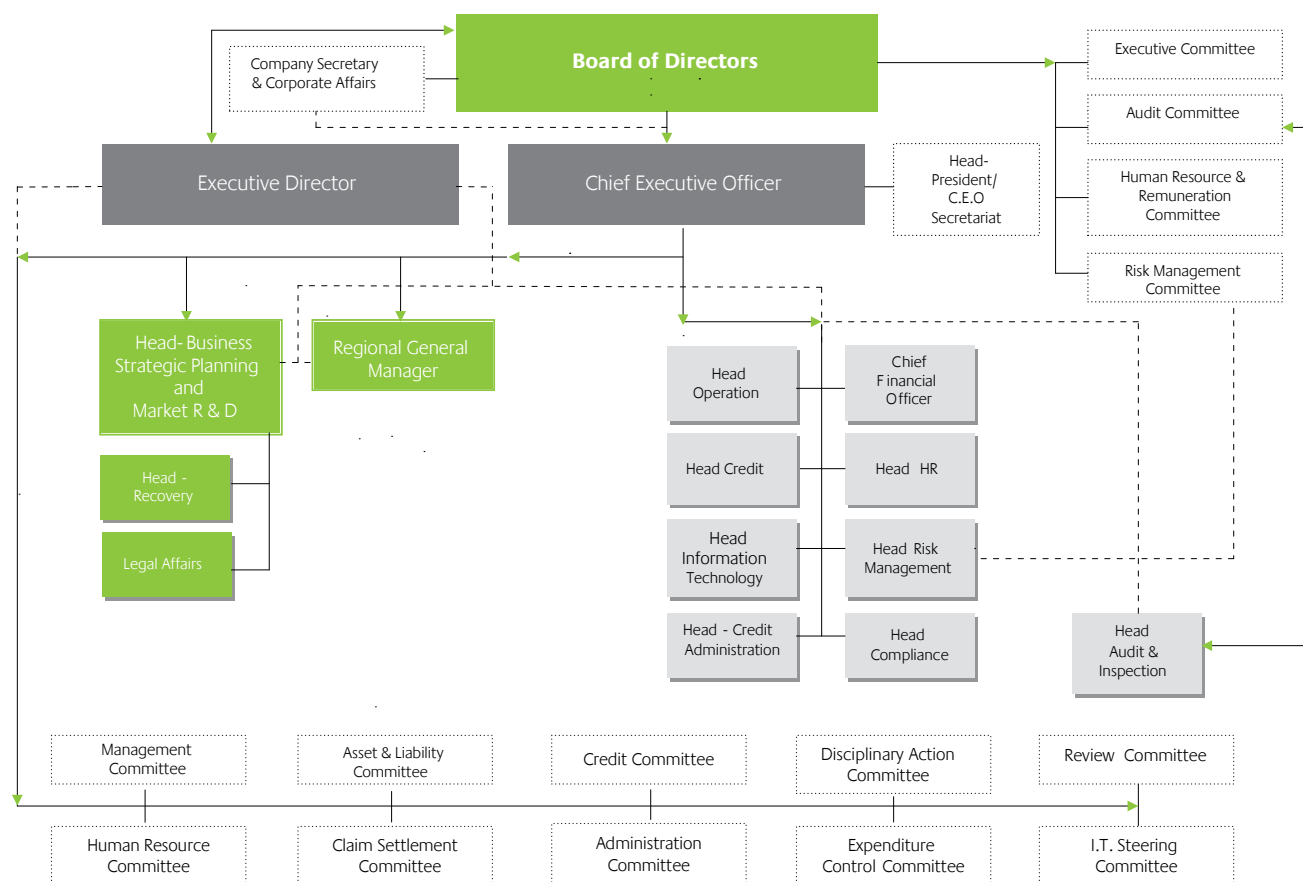 Board of Directors
Company Secretary
& Corporate Affairs
Executive Committee
Audit Committee
Executive Director
Chief Executive Officer
Head-
President/
C.E.O
Secretariat
Human Resource &
Remuneration
Committee
Risk Management
Committee
Head- Business
Strategic Planning
and
Market R & D
Regional General
Manager
Head
Operation
Chief
Financial
Officer
Head -
Recovery
Head Credit
Head HR
Legal Affairs
Head
Information
Technology
Head Risk
Management
Head - Credit
Administration
Head
Compliance
Head
Audit &
Inspection
Management
Committee
Asset & Liability
Committee
Credit Committee
Disciplinary Action
Committee
Review Committee
Human Resource
Committee
Claim Settlement
Committee
Administration
Committee
Expenditure
Control Committee
I.T. Steering
Committee